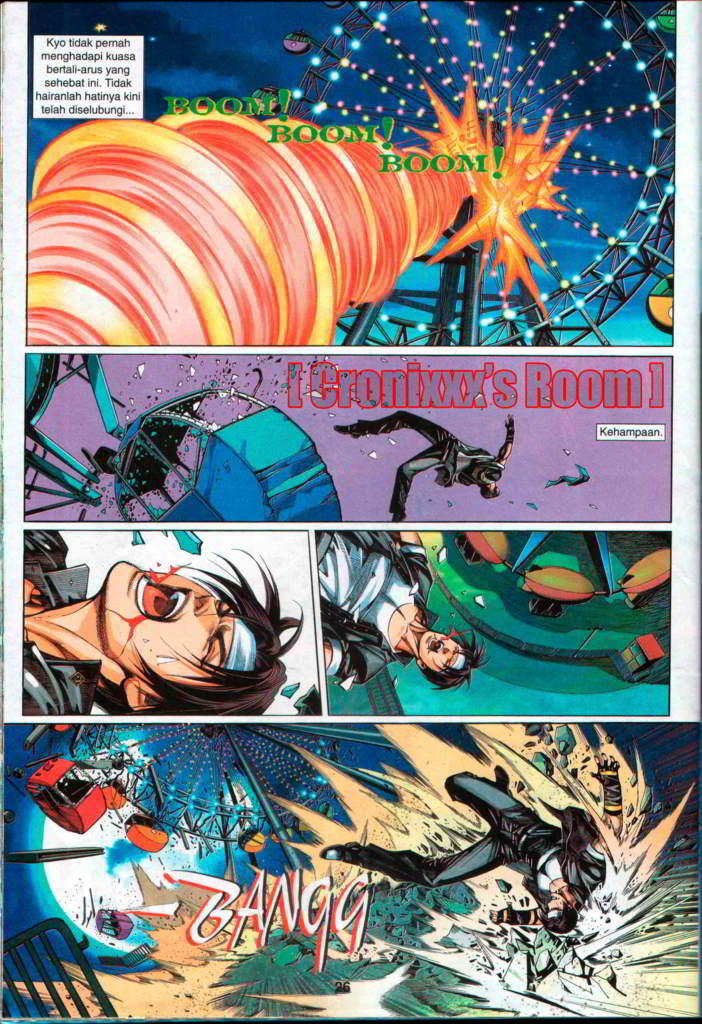 Kyo tidak pernah
menghadapi kuasa
bertali-arus yang
sehebat ini. Tidak
hairanlah hatinya kini
telah diselubungi...
BOOM!
BOOM!
BOOM!
[ Cronixxx's Room ]
Kehampaan.
BANGG
26